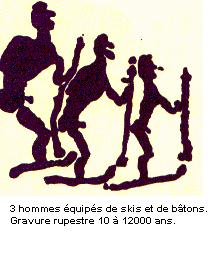 3 hommes équipés de skis et de bâtons.
Gravure rupestre 10 à 12000 ans.